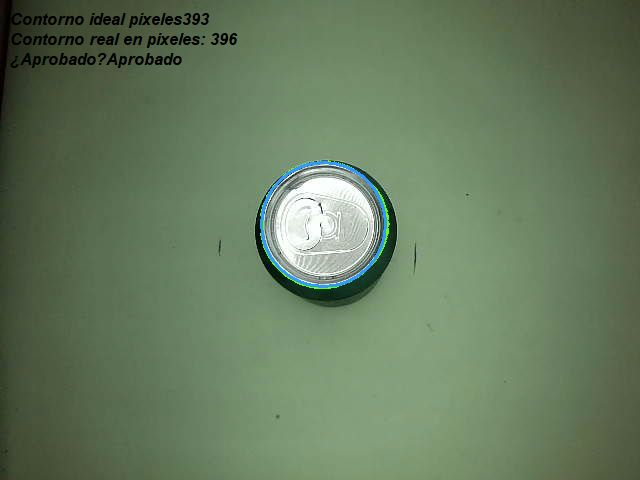 Contorno ideal pixeles393
Contorno real en pixeles: 396
¿Aprobado?Aprobado